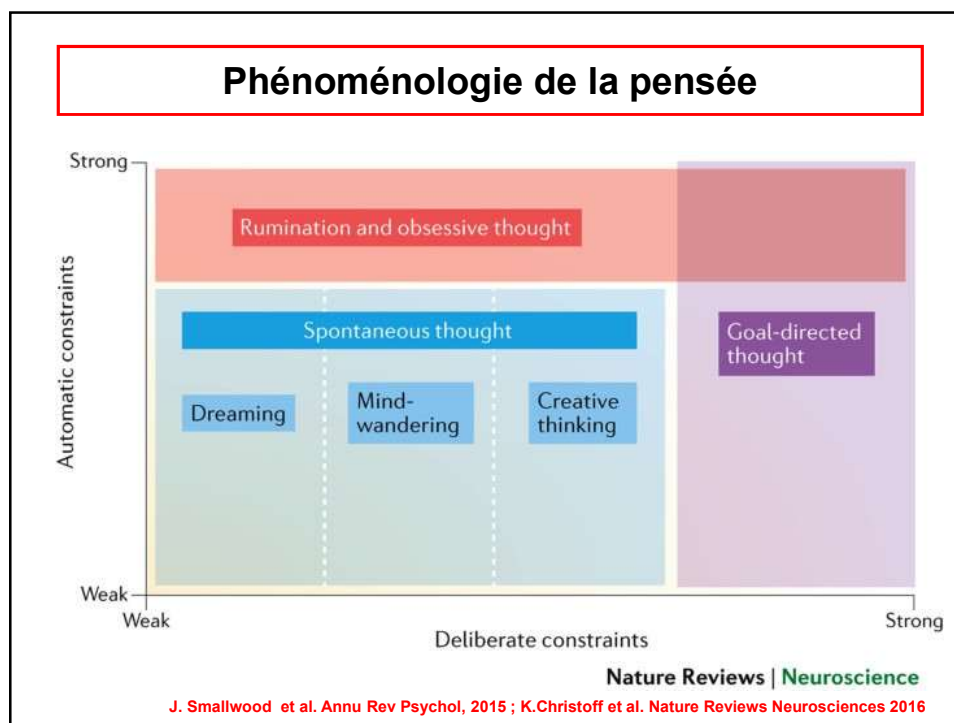 Phénoménologie de la pensée
Strong
Rumination and obsessive thought
Spontaneous thought
Goal-directed
thought
Dreaming
Mind-
wandering
Creative
thinking
Automatic constraints
Weak
Weak
Strong
Deliberate constraints
Nature Reviews | Neuroscience
J. Smallwood et al. Annu Rev Psychol, 2015 ; K.Christoff et al. Nature Reviews Neurosciences 2016